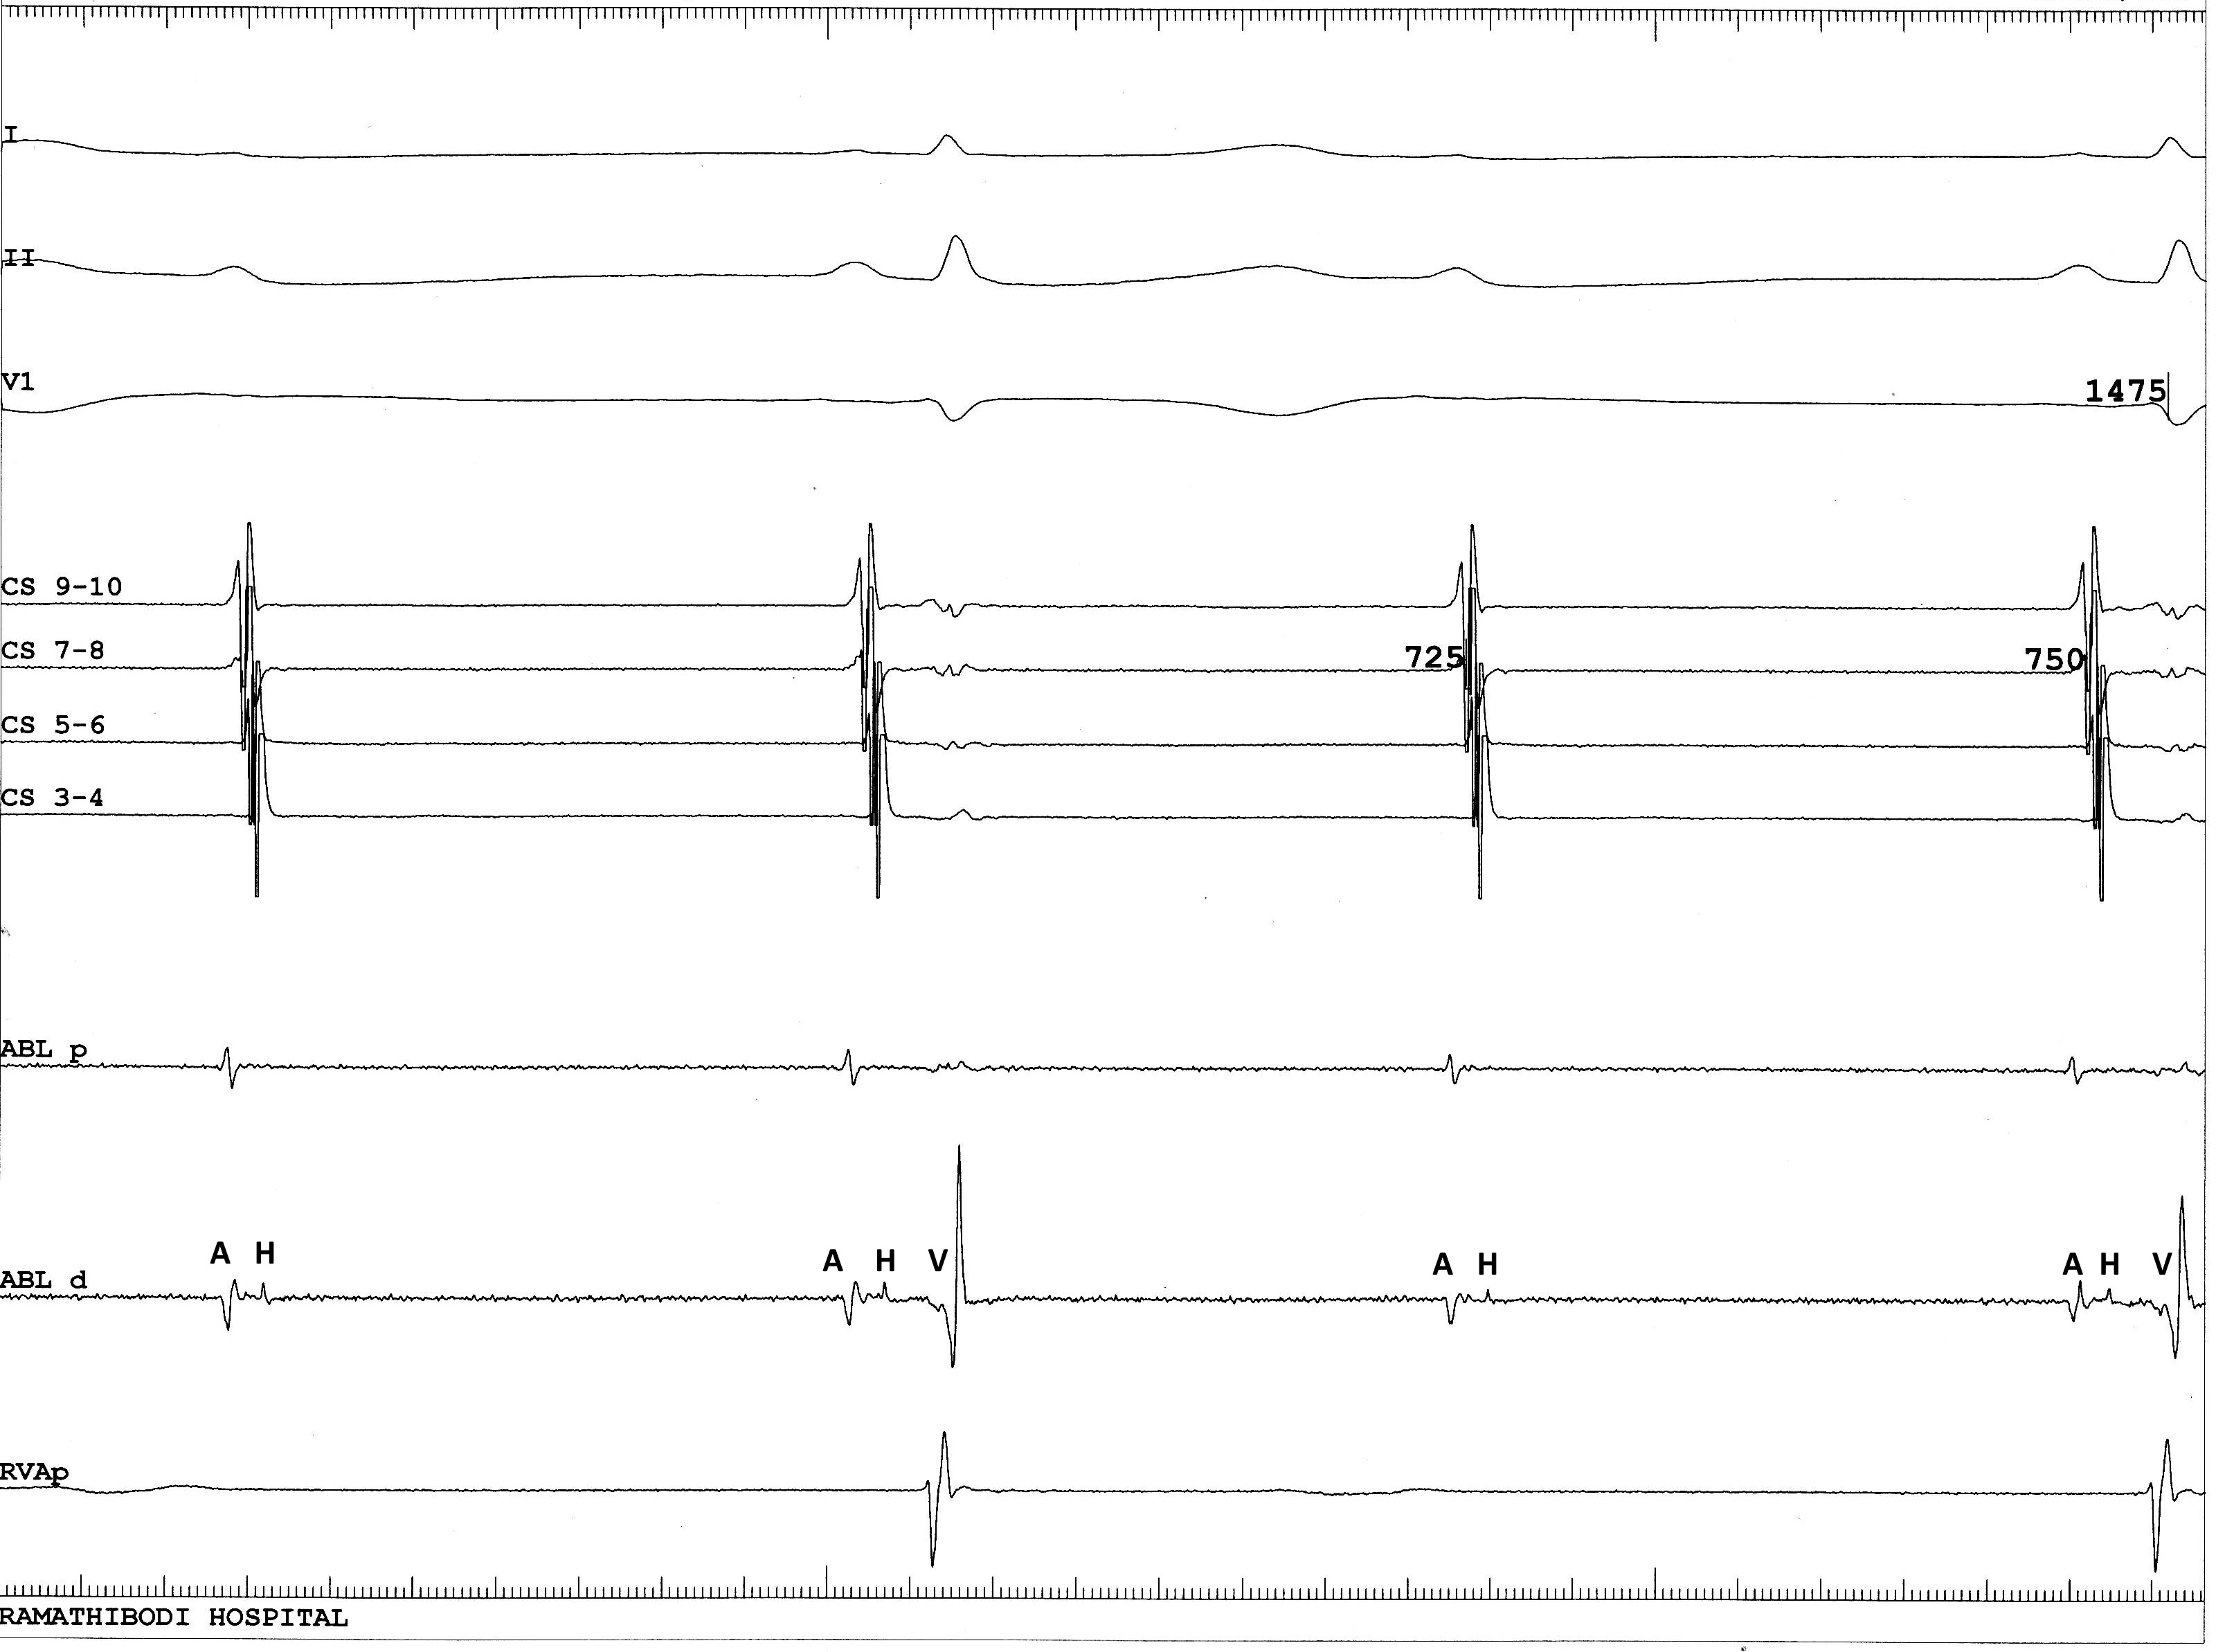 I
II
V1
1475
CS 9-10
CS 7-8
725
750
CS 5-6
CS 3-4
ABL p
A H A H V A H A H V
ABL d
RVAp
RAMATHIBODI HOSPITAL